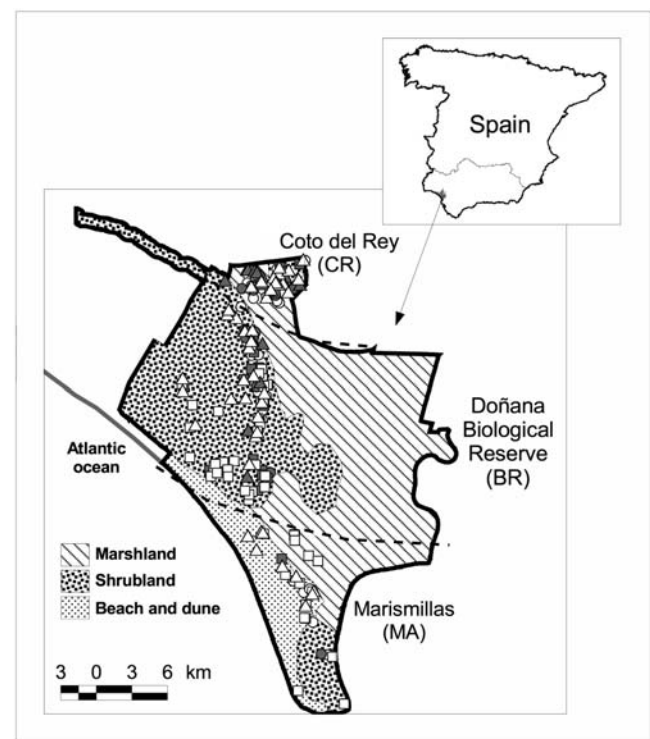 Spain
Coto del Rey
(CR)
Doñana
Biological
Reserve
(BR)
Atlantic
ocean
Marshland
Shrubland
Beach and dune
Marismillas
(MA)
3 0 3 6 km